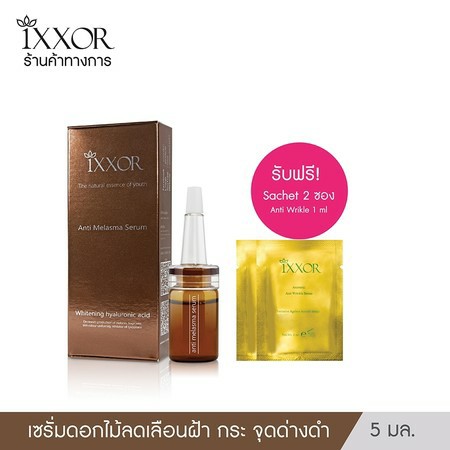 iXXOR
ร้านค้าทางการ
iXXOR
The natural essence of youth
Anti Melasma Serum
Whitening hyaluronic acid
anti melasma serum
รับฟรี!
Sachet 2 ซอง
Anti Wrikle 1 ml
iXXOR
เซรั่มดอกไม้ลดเลือนฝ้า กระ จุดด่างดำ
5 มล.